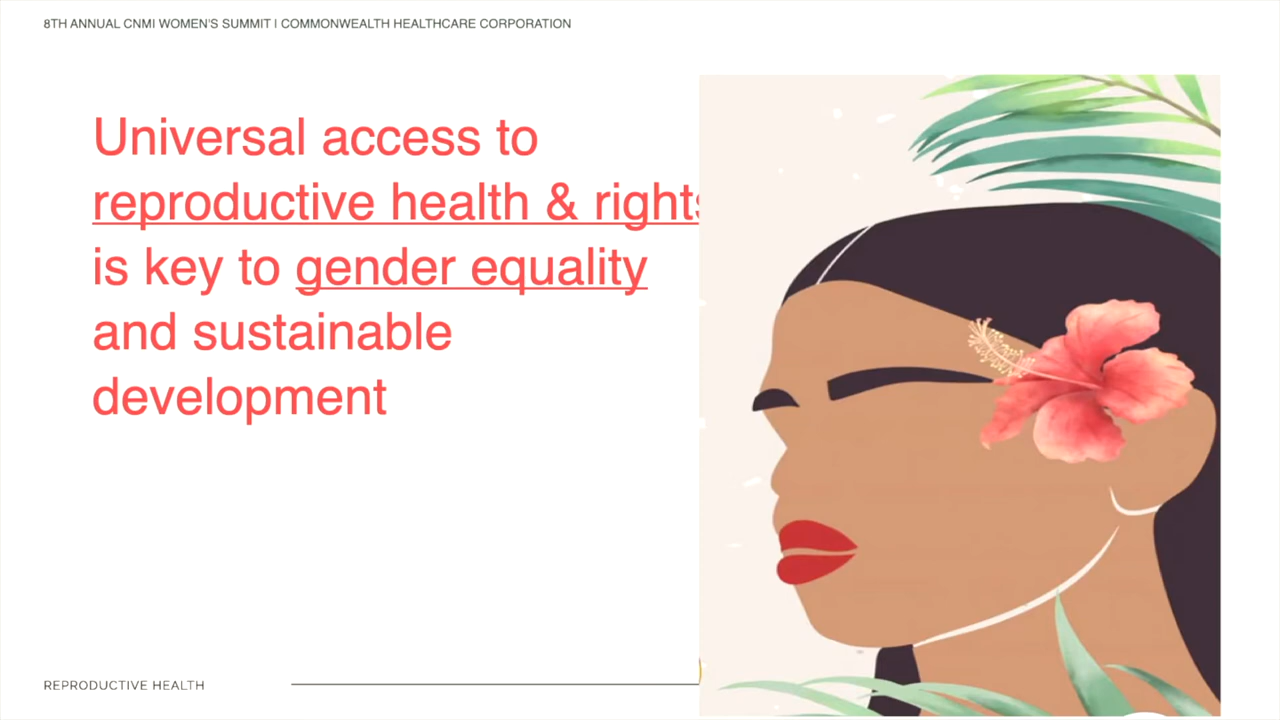 8TH ANNUAL CNMI WOMEN'S SUMMIT | COMMONWEALTH HEALTHCARE CORPORATION
Universal access to
reproductive health & rights
is key to gender equality
and sustainable
development
REPRODUCTIVE HEALTH